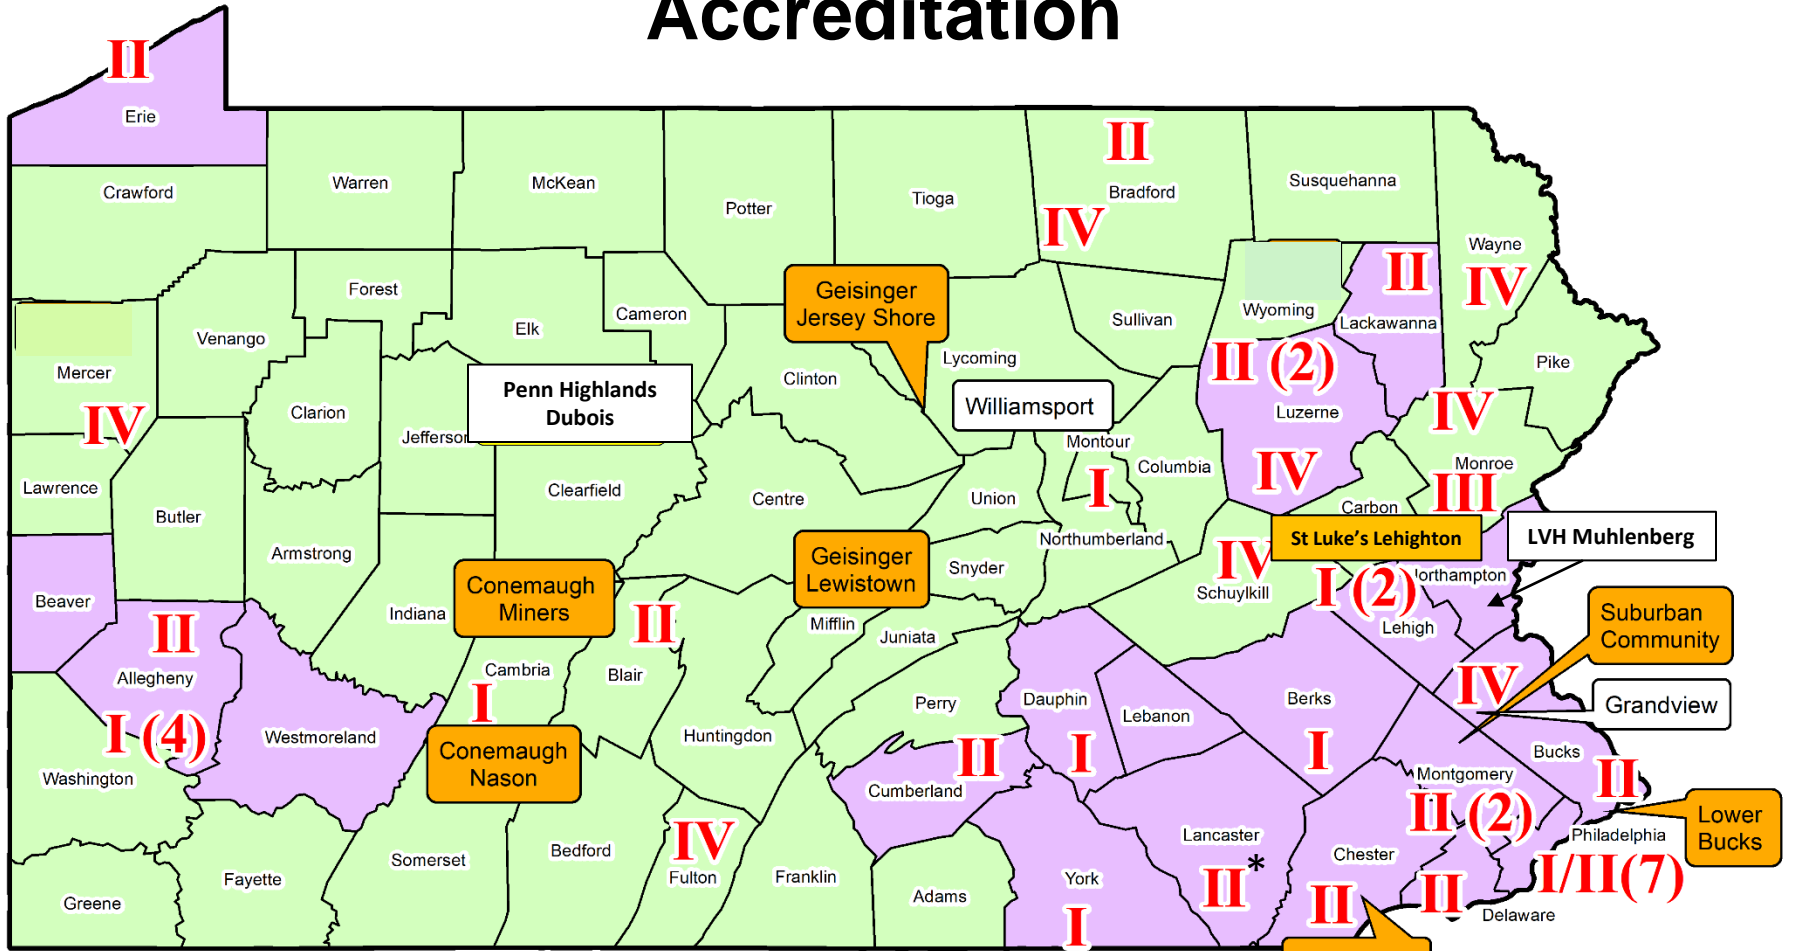 Accreditation
II
Erie
Crawford
Warren
McKean
Potter
Tioga
II
Bradford
IV
Susquehanna
Wayne
IV
Forest
Elk
Cameron
Venango
Mercer
IV
Geisinger
Jersey Shore
Lycoming
Sullivan
Wyoming
II
Lackawanna
II (2)
Luzerne
IV
Pike
IV
Monroe
III
Clarion
Jefferson
Penn Highlands
Dubois
Clinton
Williamsport
Montour
I
Columbia
Carbon
Lawrence
Butler
Armstrong
Clearfield
Centre
Union
Northumberland
Snyder
Geisinger
Lewistown
Conemaugh
Miners
St Luke's Lehighton
LVH Muhlenberg
IV
Schuylkill
I (2)
Northampton
Lehigh
Suburban
Community
Beaver
II
Allegheny
I (4)
Indiana
Cambria
I
II
Blair
Mifflin
Juniata
Perry
Dauphin
I
Lebanon
Berks
I
IV
Grandview
Bucks
II
Westmoreland
Conemaugh
Nason
Huntingdon
II
Cumberland
Montgomery
II (2)
Lower
Bucks
Philadelphia
I/II(7)
Washington
Greene
Fayette
Somerset
Bedford
IV
Fulton
Franklin
Adams
York
I
Lancaster
II*
Chester
II
II
Delaware